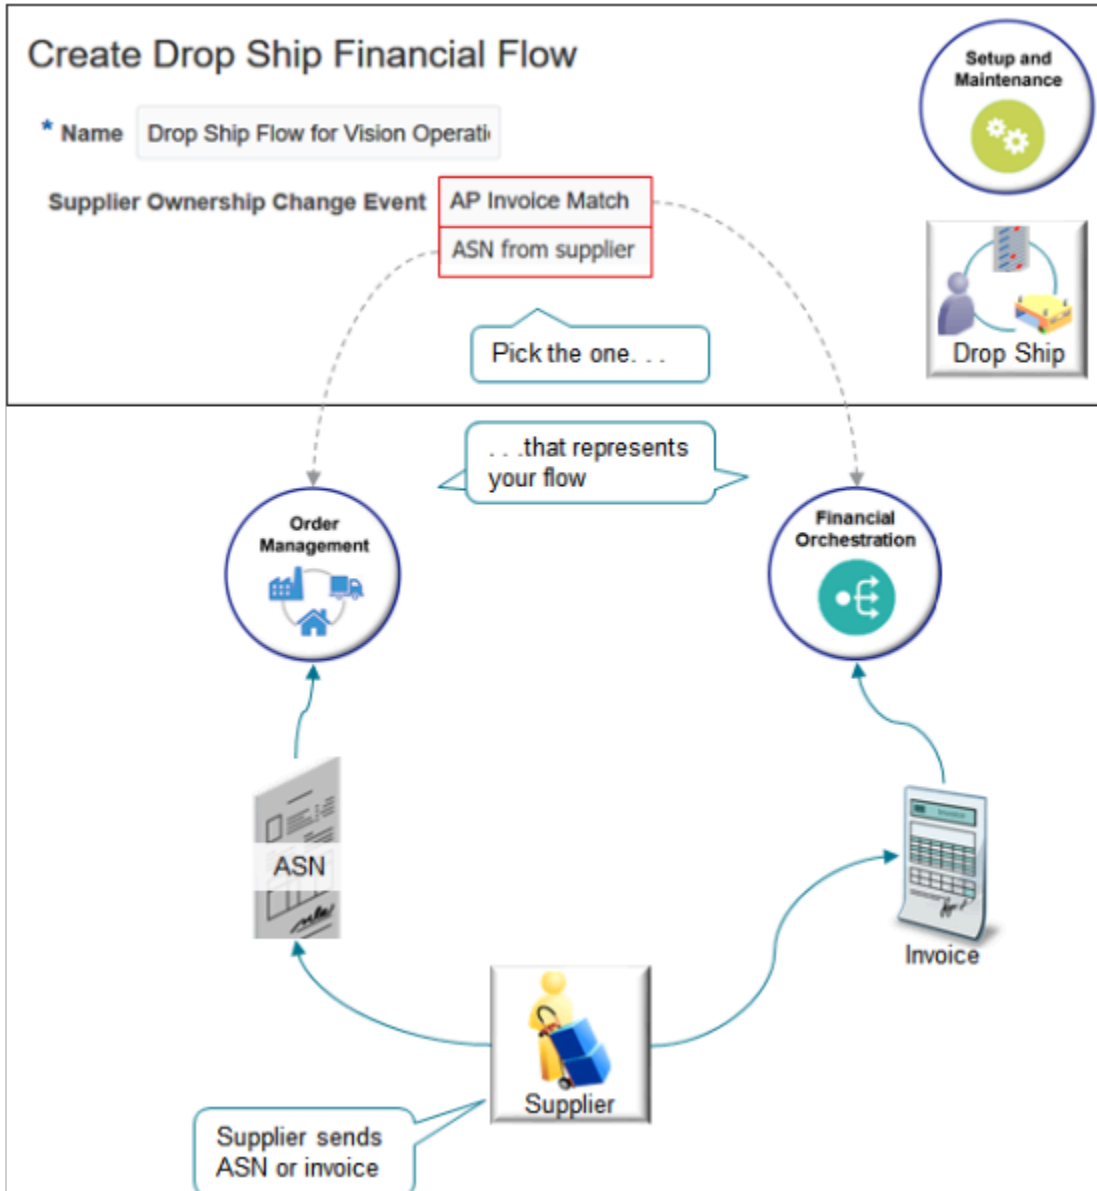 Create Drop Ship Financial Flow
Setup and
Maintenance
* Name Drop Ship Flow for Vision Operati
Supplier Ownership Change Event AP Invoice Match
ASN from supplier
Drop Ship
Pick the one. . .
. . .that represents
your flow
Order
Management
Financial
Orchestration
ASN
Invoice
Invoice
Supplier
Supplier sends
ASN or invoice